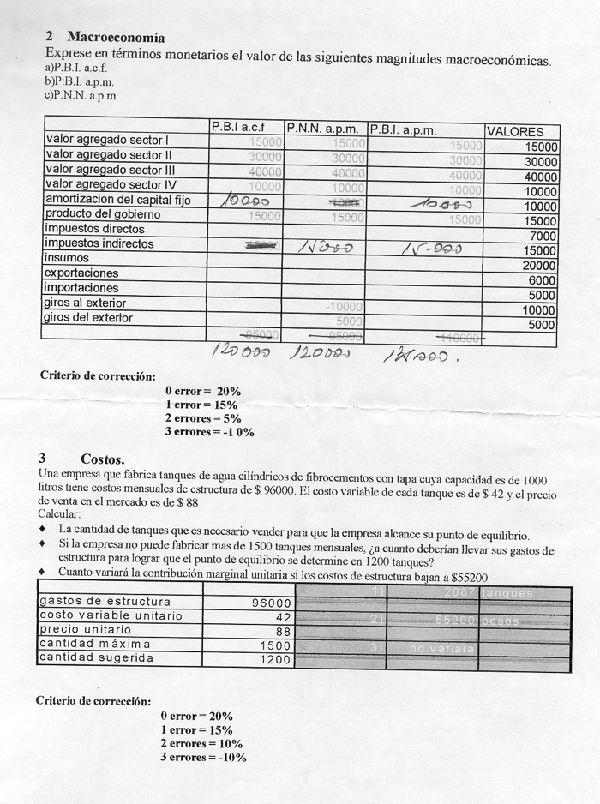 2 Macroeconomia
Exprese en términos monetarios el valor de las siguientes magnitudes macroeconómicas.
a)P.B.I. a.c.f.
b)P.B.I. a.p.m.
c)P.N.N. a.p.m
P.B.I a.c.f P.N.N. a.p.m. P.B.I. a.p.m. VALORES
valor agregado sector I 15000 15000 15000 15000
valor agregado sector II 30000 30000 30000 30000
valor agregado sector III 40000 40000 40000 40000
valor agregado sector IV 10000 10000 10000 10000
amortizacion del capital fijo 10000 10000 10000
producto del gobierno 15000 15000 15000 15000
impuestos directos 7000
impuestos indirectos 15000 15.000 15000
insumos 20000
exportaciones 6000
importaciones 5000
giros al exterior -10000 10000
giros del exterior 5000 5000
95000 95000 110000
120000 120000 135000.
Criterio de corrección:
0 error = 20%
1 error = 15%
2 errores = 5%
3 errores = -10%
3 Costos.
Una empresa que fabrica tanques de agua cilíndricos de fibrocementos con tapa cuya capacidad es de 1000
litros tiene costos mensuales de estructura de $ 96000. El costo variable de cada tanque es de $ 42 y el precio
de venta en el mercado es de $ 88
Calcular:
♦ La cantidad de tanques que es necesario vender para que la empresa alcance su punto de equilibrio.
♦ Si la empresa no puede fabricar mas de 1500 tanques mensuales, ¿a cuanto deberían llevar sus gastos de
estructura para lograr que el punto de equilibrio se determine en 1200 tanques?
♦ Cuanto variará la contribución marginal unitaria si los costos de estructura bajan a $55200
1) 2087 tanques
gastos de estructura 96000
costo variable unitario 42 2) 55200 pesos
precio unitario 88
cantidad máxima 1500 3) no variara
cantidad sugerida 1200
Criterio de corrección:
0 error = 20%
1 error = 15%
2 errores = 10%
3 errores = -10%